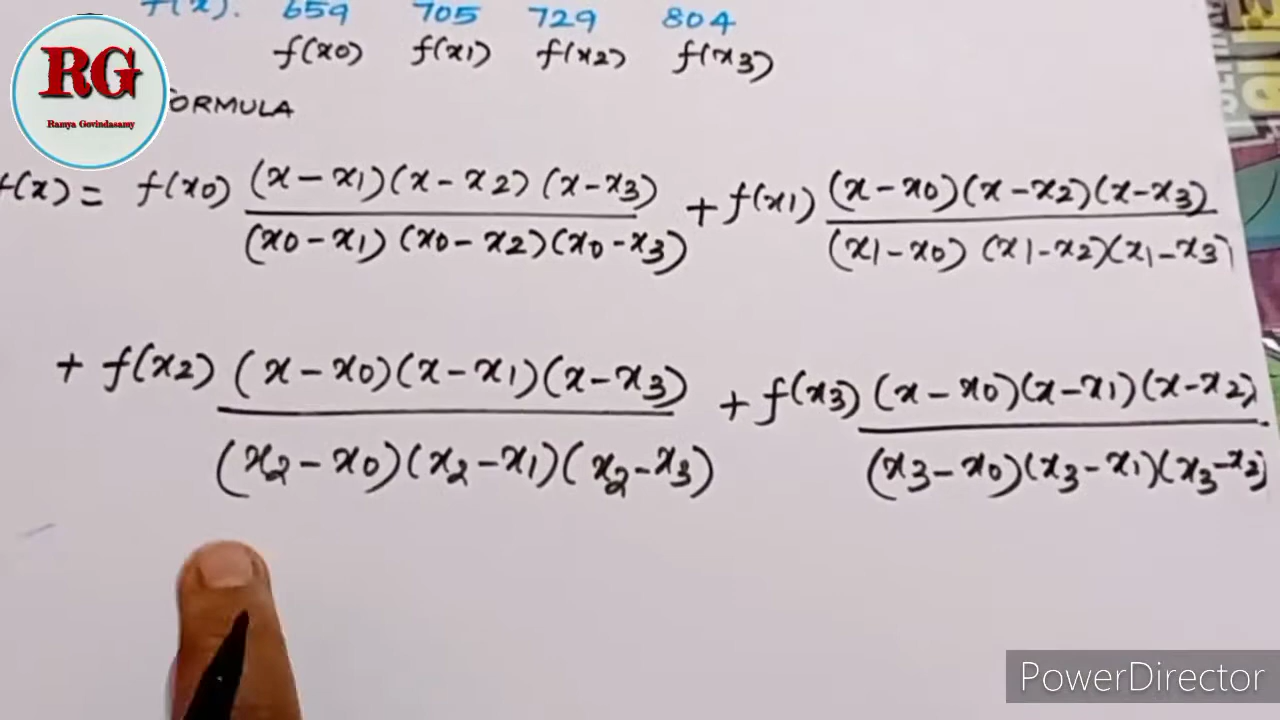 f(x): 659 705 729 804
f(x0) f(x1) f(x2) f(x3)
RG
Ramya Govindasamy
ORMULA
f(x) = f(x0) (x-x1)(x-x2)(x-x3) + f(x1) (x-x0)(x-x2)(x-x3)
(x0-x1)(x0-x2)(x0-x3) (x1-x0)(x1-x2)(x1-x3)
+ f(x2) (x-x0)(x-x1)(x-x3) + f(x3) (x-x0)(x-x1)(x-x2)
(x2-x0)(x2-x1)(x2-x3) (x3-x0)(x3-x1)(x3-x2)
PowerDirector